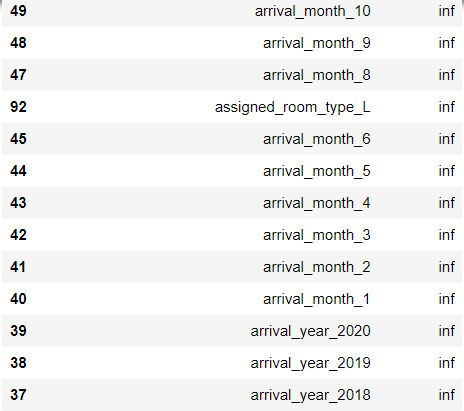 49 arrival_month_10 inf
48 arrival_month_9 inf
47 arrival_month_8 inf
92 assigned_room_type_L inf
45 arrival_month_6 inf
44 arrival_month_5 inf
43 arrival_month_4 inf
42 arrival_month_3 inf
41 arrival_month_2 inf
40 arrival_month_1 inf
39 arrival_year_2020 inf
38 arrival_year_2019 inf
37 arrival_year_2018 inf